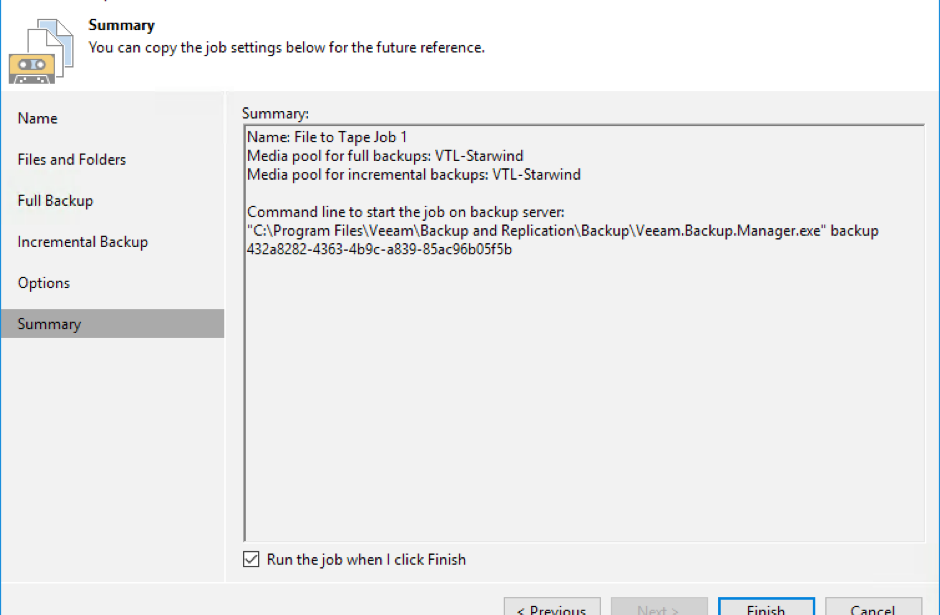 Summary
You can copy the job settings below for the future reference.
Name
Files and Folders
Full Backup
Incremental Backup
Options
Summary
Summary:
Name: File to Tape Job 1
Media pool for full backups: VTL-Starwind
Media pool for incremental backups: VTL-Starwind
Command line to start the job on backup server:
"C:\Program Files\Veeam\Backup and Replication\Backup\Veeam.Backup.Manager.exe" backup
432a8282-4363-4b9c-a839-85ac96b05f5b
Run the job when I click Finish
< Previous
Next >
Finish
Cancel